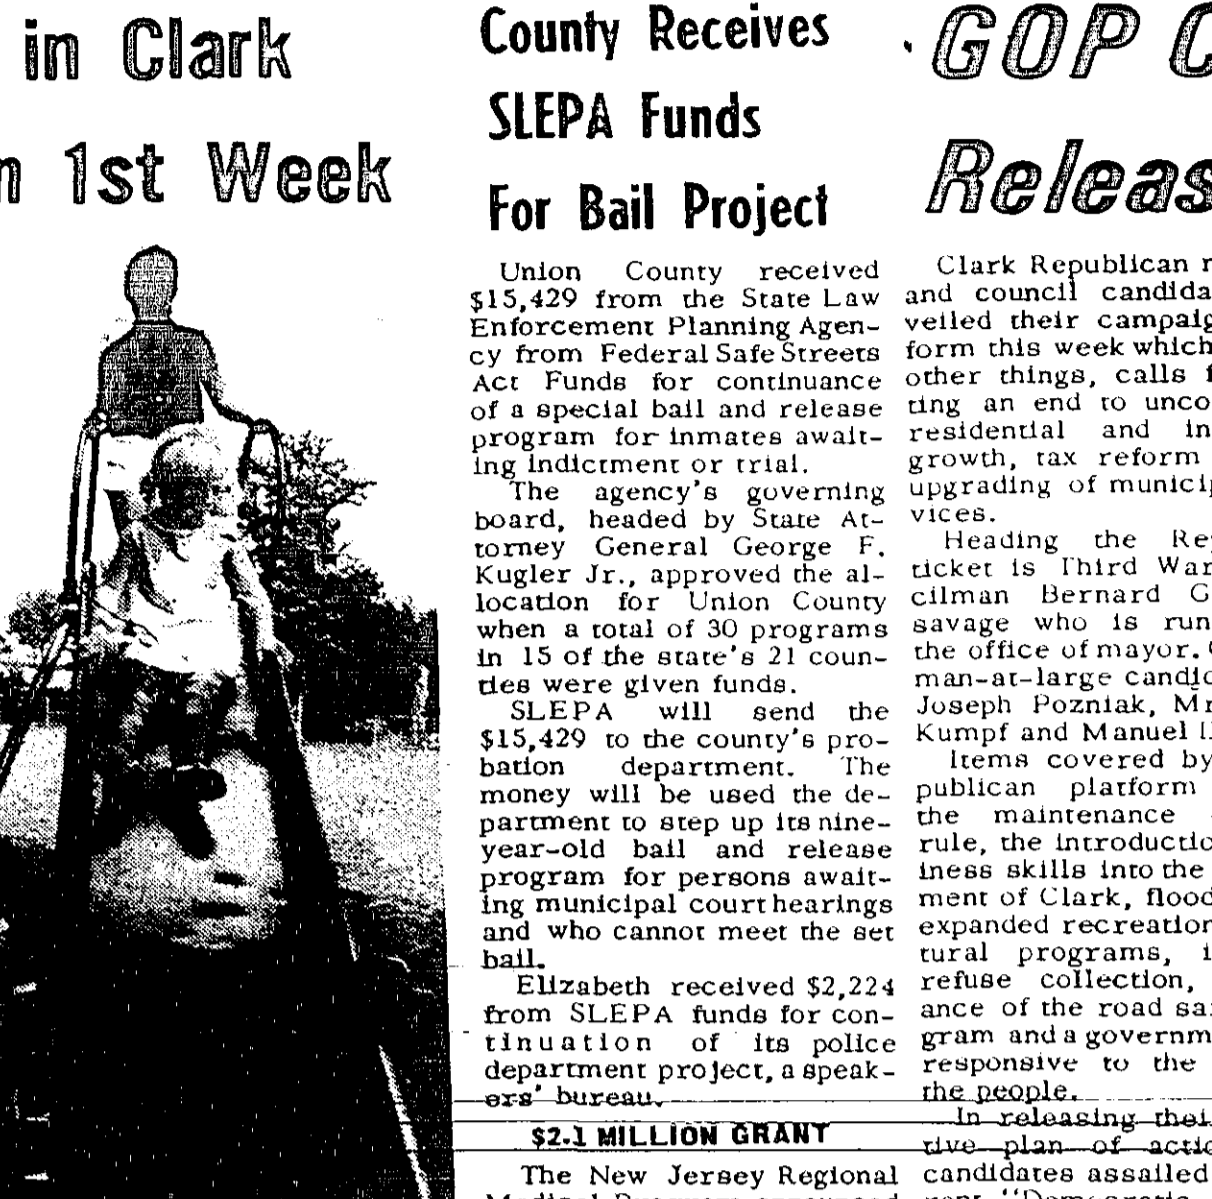 in Clark
1st Week
County Receives
SLEPA Funds
For Bail Project
Union County received
$15,429 from the State Law
Enforcement Planning Agen-
cy from Federal Safe Streets
Act Funds for continuance
of a special bail and release
program for inmates await-
ing indictment or trial.
The agency's governing
board, headed by State At-
torney General George F.
Kugler Jr., approved the al-
location for Union County
when a total of 30 programs
in 15 of the state's 21 coun-
ties were given funds.
SLEPA will send the
$15,429 to the county's pro-
bation department. The
money will be used the de-
partment to step up its nine-
year-old bail and release
program for persons await-
ing municipal court hearings
and who cannot meet the set
bail.
Elizabeth received $2,224
from SLEPA funds for con-
tinuation of its police
department project, a speak-
ers' bureau.
$2.1 MILLION GRANT
The New Jersey Regional
GOP
Releas
Clark Republican
and council candida
veiled their campaig
form this week which
other things, calls
ting an end to unco
residential and in
growth, tax reform
upgrading of municip
vices.
Heading the Re
ticket is Third War
cilman Bernard G
savage who is run
the office of mayor.
man-at-large candid
Joseph Pozniak, Mr
Kumpf and Manuel
Items covered by
publican platform
the maintenance
rule, the introductio
iness skills into the
ment of Clark, flood
expanded recreation
tural programs, i
refuse collection,
ance of the road sa
gram and a governm
responsive to the
the people.
In releasing thei
tive plan of actio
candidates assailed